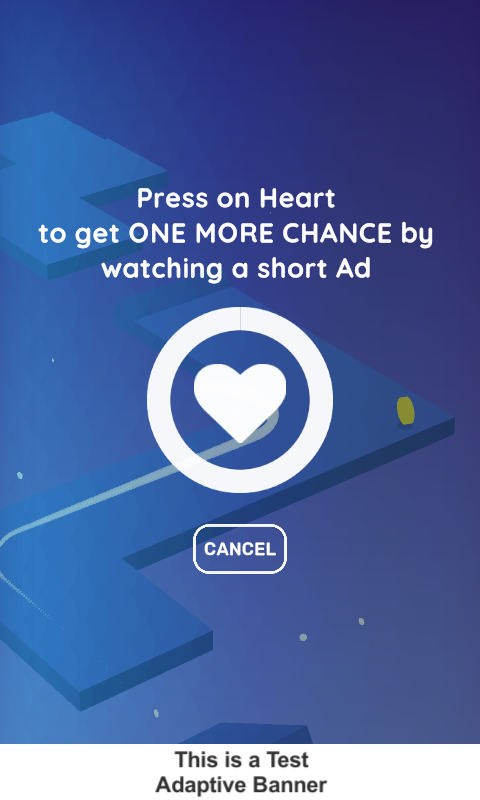 Press on Heart
to get ONE MORE CHANCE by
watching a short Ad
CANCEL
This is a Test
Adaptive Banner